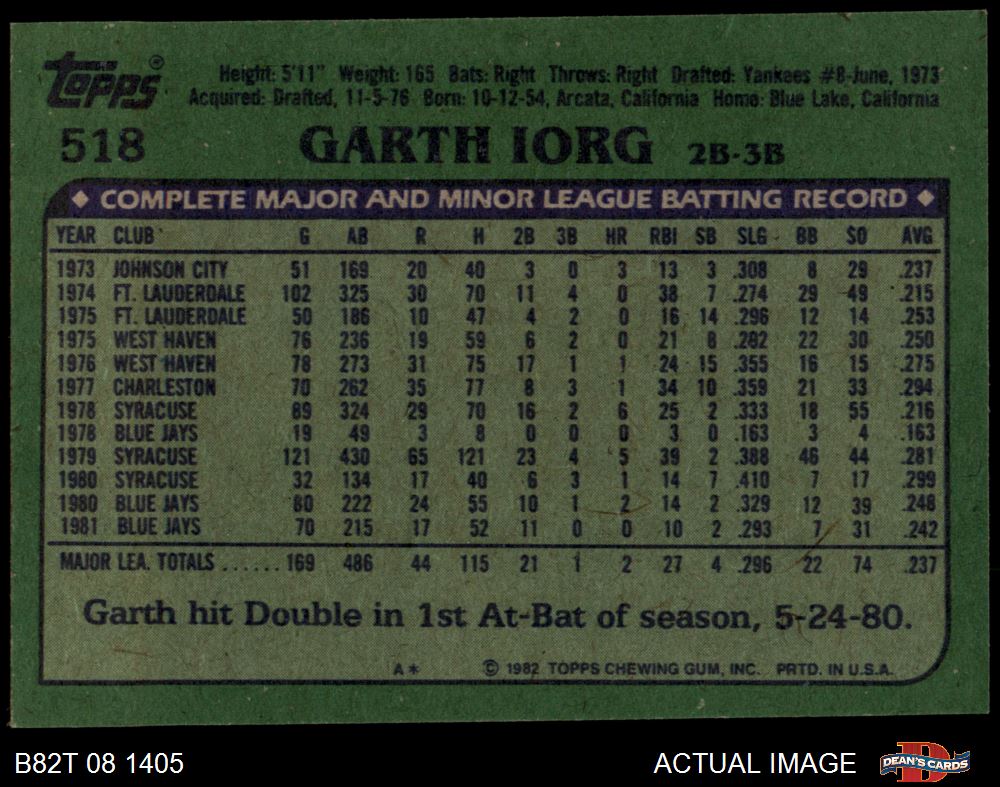 Topps®
Height: 5'11" Weight: 165 Bats: Right Throws: Right Drafted: Yankees #8-June, 1973
Acquired: Drafted, 11-5-76 Born: 10-12-54, Arcata, California Home: Blue Lake, California
518 GARTH IORG 2B-3B
◆ COMPLETE MAJOR AND MINOR LEAGUE BATTING RECORD ◆
YEAR CLUB G AB R H 2B 3B HR RBI SB SLG BB SO AVG
1973 JOHNSON CITY 51 169 20 40 3 0 3 13 3 .308 8 29 .237
1974 FT. LAUDERDALE 102 325 30 70 11 4 0 38 7 .274 29 49 .215
1975 FT. LAUDERDALE 50 186 10 47 4 2 0 16 14 .296 12 14 .253
1975 WEST HAVEN 76 236 19 59 6 2 0 21 8 .282 22 30 .250
1976 WEST HAVEN 78 273 31 75 17 1 1 24 15 .355 16 15 .275
1977 CHARLESTON 70 262 35 77 8 3 1 34 10 .359 21 33 .294
1978 SYRACUSE 89 324 29 70 16 2 6 25 2 .333 18 55 .216
1978 BLUE JAYS 19 49 3 8 0 0 0 3 0 .163 3 4 .163
1979 SYRACUSE 121 430 65 121 23 4 5 39 2 .388 46 44 .281
1980 SYRACUSE 32 134 17 40 6 3 1 14 7 .410 7 17 .299
1980 BLUE JAYS 80 222 24 55 10 1 2 14 2 .329 12 39 .248
1981 BLUE JAYS 70 215 17 52 11 0 0 10 2 .293 7 31 .242
MAJOR LEA. TOTALS ...... 169 486 44 115 21 1 2 27 4 .296 22 74 .237
Garth hit Double in 1st At-Bat of season, 5-24-80.
A* © 1982 TOPPS CHEWING GUM, INC. PRTD. IN U.S.A.
B82T 08 1405 ACTUAL IMAGE DEAN'S CARDS